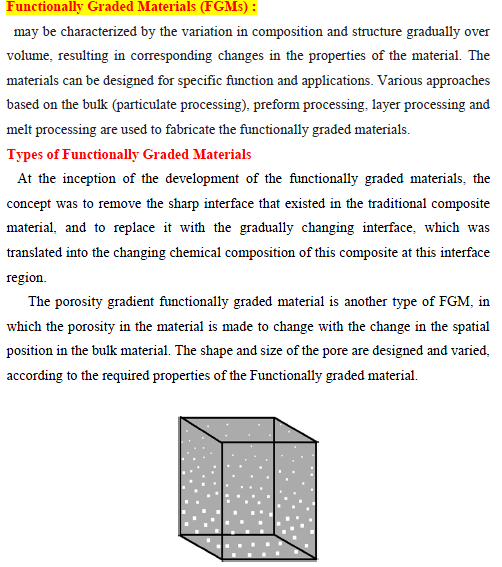 Functionally Graded Materials (FGMs) :
may be characterized by the variation in composition and structure gradually over
volume, resulting in corresponding changes in the properties of the material. The
materials can be designed for specific function and applications. Various approaches
based on the bulk (particulate processing), preform processing, layer processing and
melt processing are used to fabricate the functionally graded materials.
Types of Functionally Graded Materials
At the inception of the development of the functionally graded materials, the
concept was to remove the sharp interface that existed in the traditional composite
material, and to replace it with the gradually changing interface, which was
translated into the changing chemical composition of this composite at this interface
region.
The porosity gradient functionally graded material is another type of FGM, in
which the porosity in the material is made to change with the change in the spatial
position in the bulk material. The shape and size of the pore are designed and varied,
according to the required properties of the Functionally graded material.